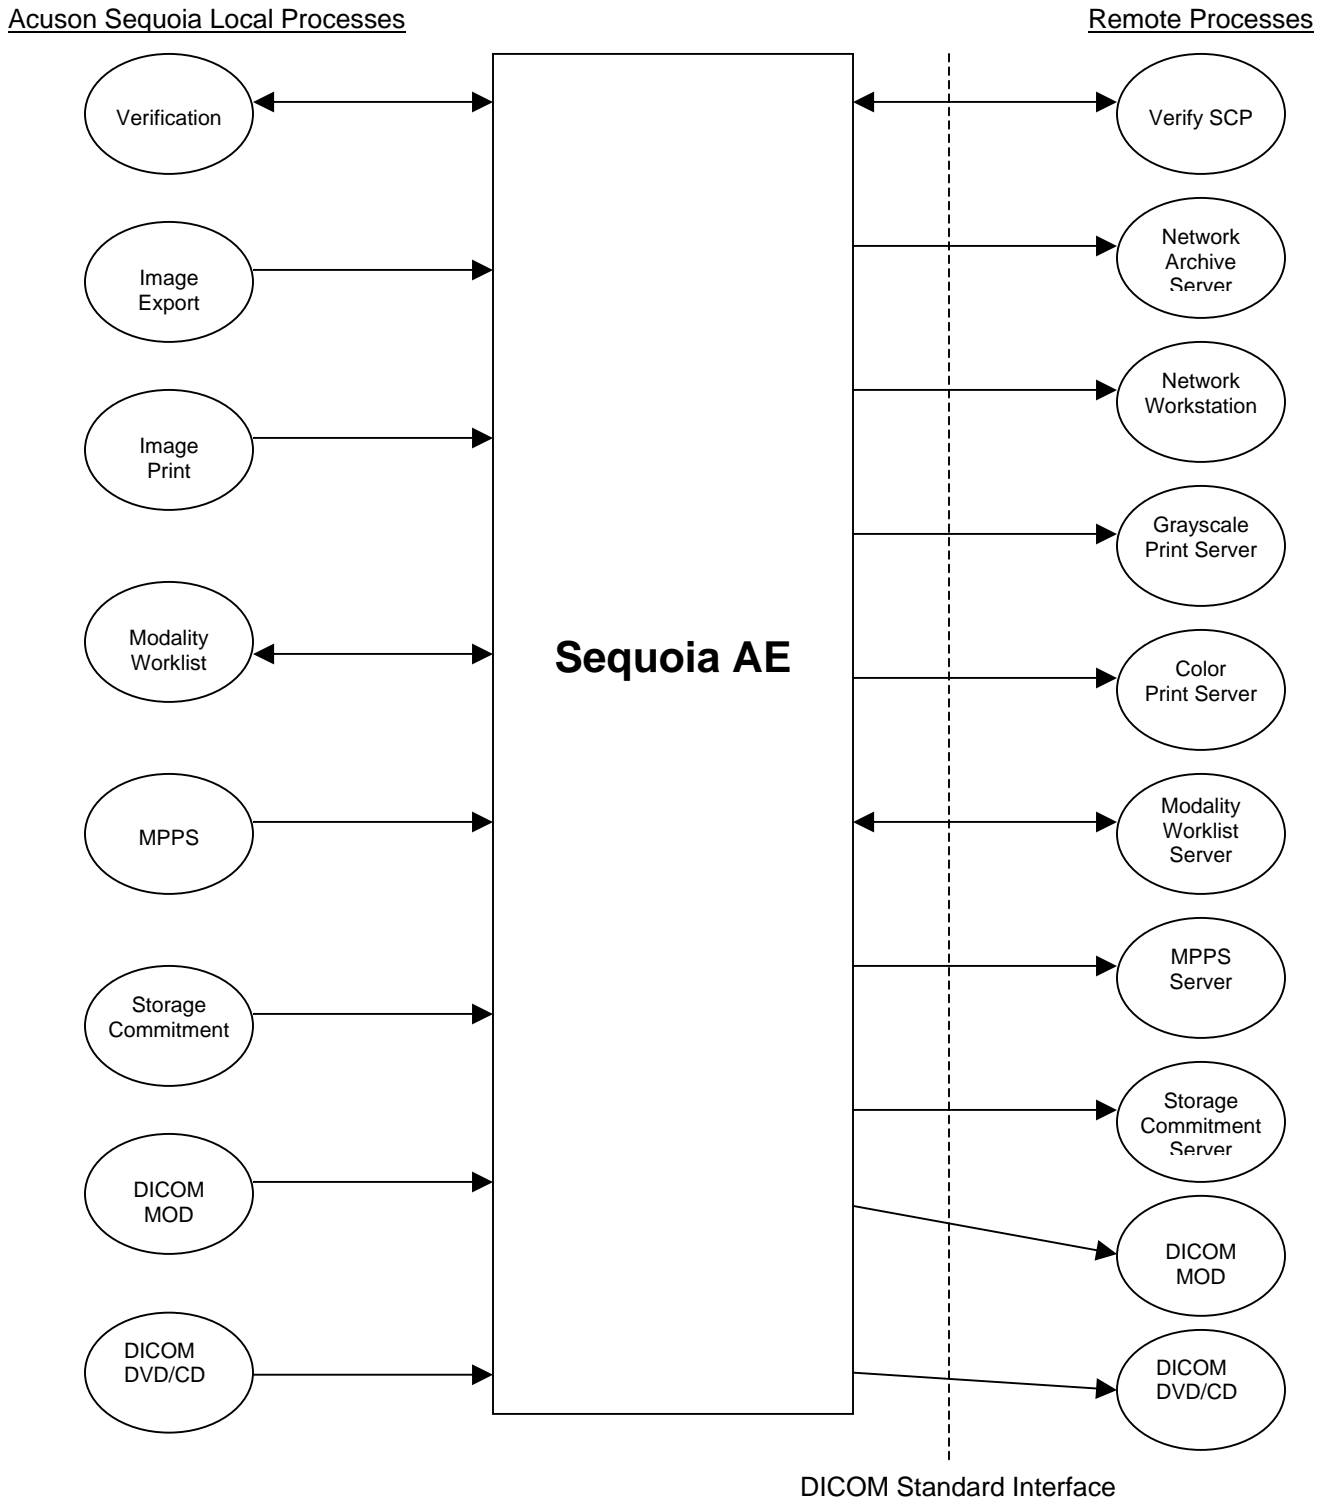 Acuson Sequoia Local Processes
Remote Processes
Verification
Image
Export
Image
Print
Modality
Worklist
MPPS
Storage
Commitment
DICOM
MOD
DICOM
DVD/CD
Sequoia AE
Verify SCP
Network
Archive
Server
Network
Workstation
Grayscale
Print Server
Color
Print Server
Modality
Worklist
Server
MPPS
Server
Storage
Commitment
Server
DICOM
MOD
DICOM
DVD/CD
DICOM Standard Interface